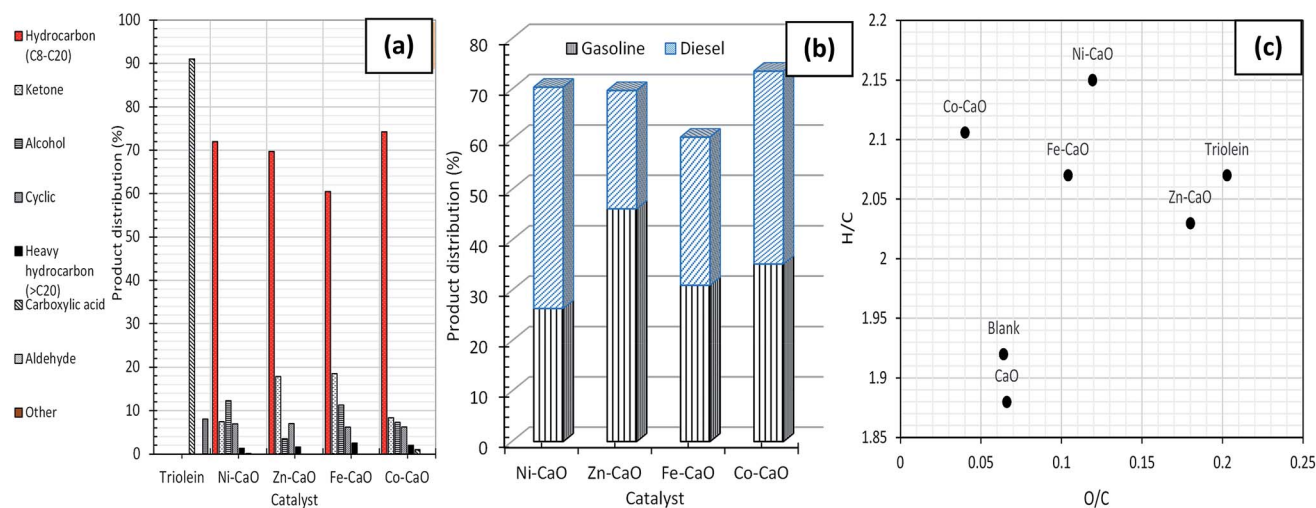 (a)
Hydrocarbon
(C8-C20)
Ketone
Alcohol
Cyclic
Heavy
hydrocarbon
(>C20)
Carboxylic acid
Aldehyde
Other
Product distribution (%)
100
90
80
70
60
50
40
30
20
10
0
Triolein Ni-CaO Zn-CaO Fe-CaO Co-CaO
Catalyst
(b)
Gasoline Diesel
Product distribution (%)
80
70
60
50
40
30
20
10
0
Ni-CaO Zn-CaO Fe-CaO Co-CaO
Catalyst
(c)
H/C
2.2
2.15
2.1
2.05
2
1.95
1.9
1.85
Ni-CaO
Co-CaO
Fe-CaO
Triolein
Zn-CaO
Blank
CaO
0 0.05 0.1 0.15 0.2 0.25
O/C